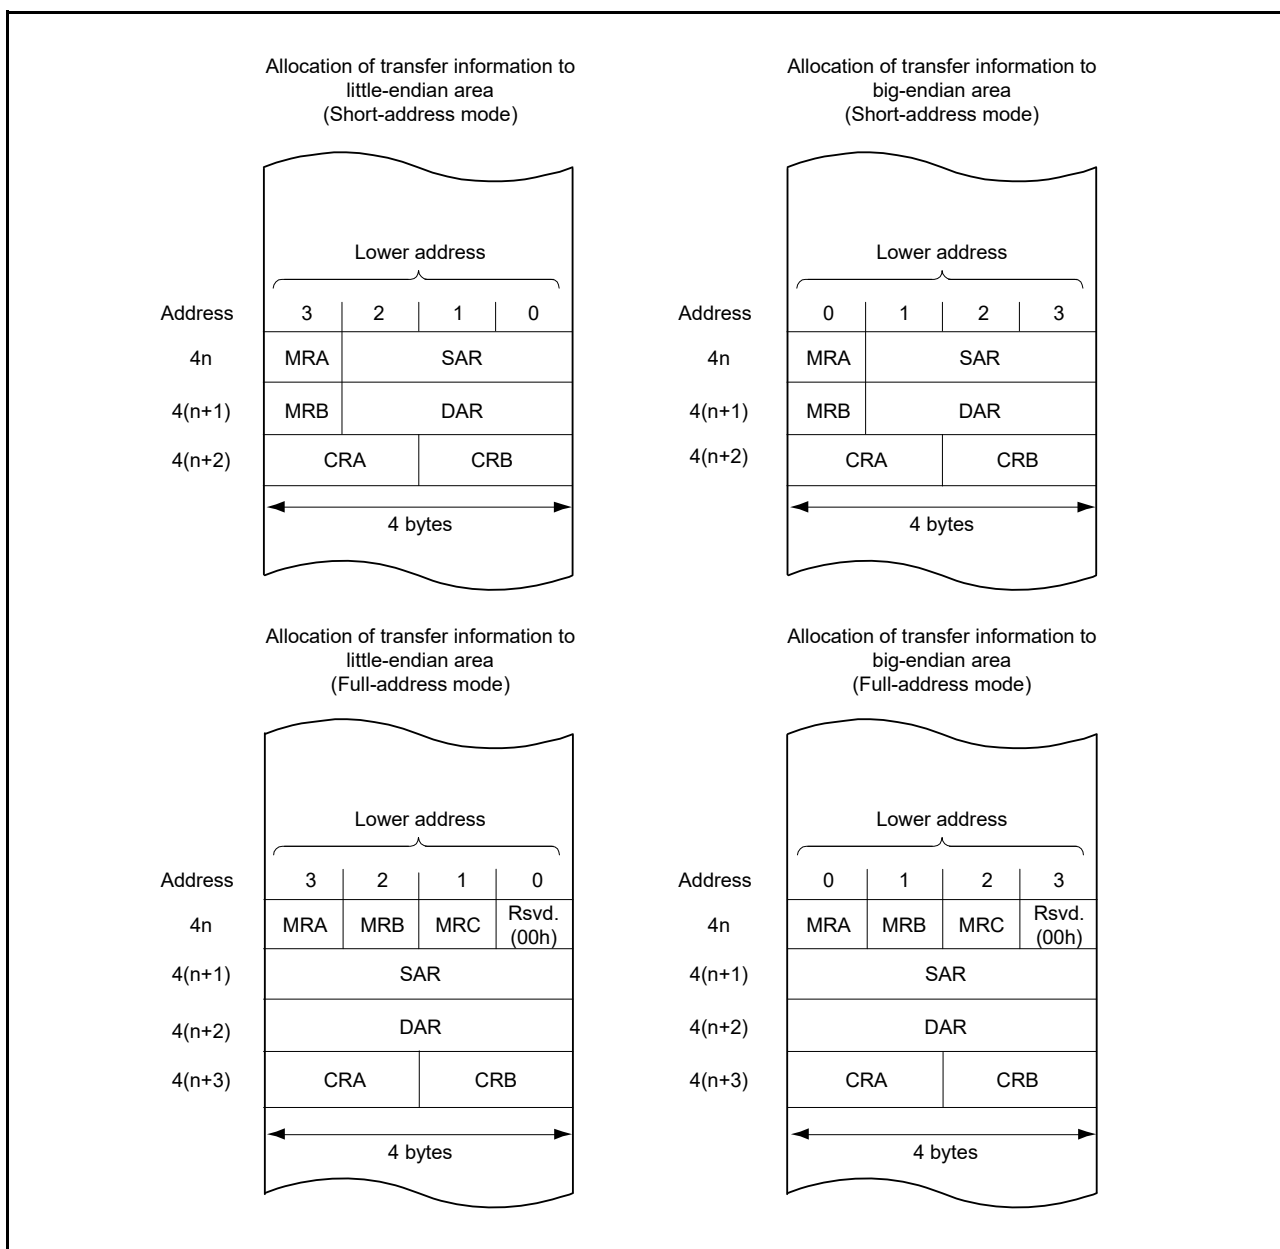 Allocation of transfer information to
little-endian area
(Short-address mode)
Lower address
Address 3 2 1 0
4n MRA SAR
4(n+1) MRB DAR
4(n+2) CRA CRB
4 bytes
Allocation of transfer information to
big-endian area
(Short-address mode)
Lower address
Address 0 1 2 3
4n MRA SAR
4(n+1) MRB DAR
4(n+2) CRA CRB
4 bytes
Allocation of transfer information to
little-endian area
(Full-address mode)
Lower address
Address 3 2 1 0
4n MRA MRB MRC Rsvd.
(00h)
4(n+1) SAR
4(n+2) DAR
4(n+3) CRA CRB
4 bytes
Allocation of transfer information to
big-endian area
(Full-address mode)
Lower address
Address 0 1 2 3
4n MRA MRB MRC Rsvd.
(00h)
4(n+1) SAR
4(n+2) DAR
4(n+3) CRA CRB
4 bytes